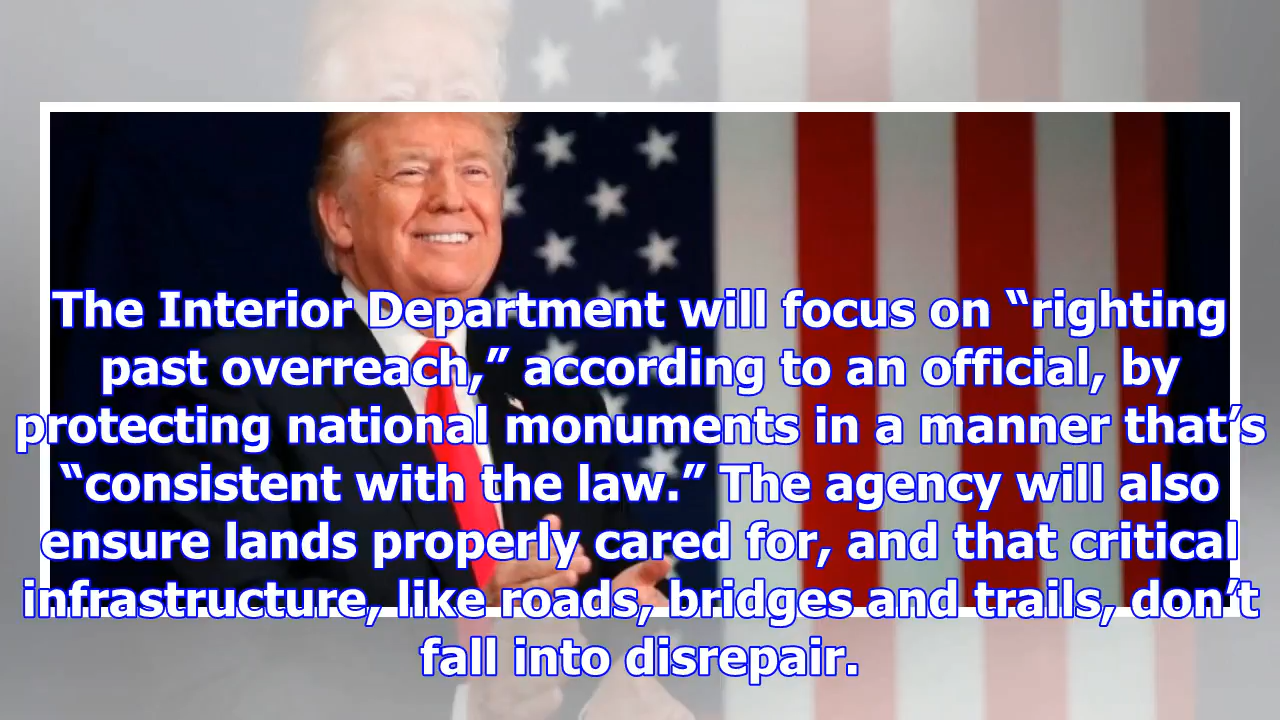 The Interior Department will focus on “righting
past overreach,” according to an official, by
protecting national monuments in a manner that’s
“consistent with the law.” The agency will also
ensure lands properly cared for, and that critical
infrastructure, like roads, bridges and trails, don’t
fall into disrepair.